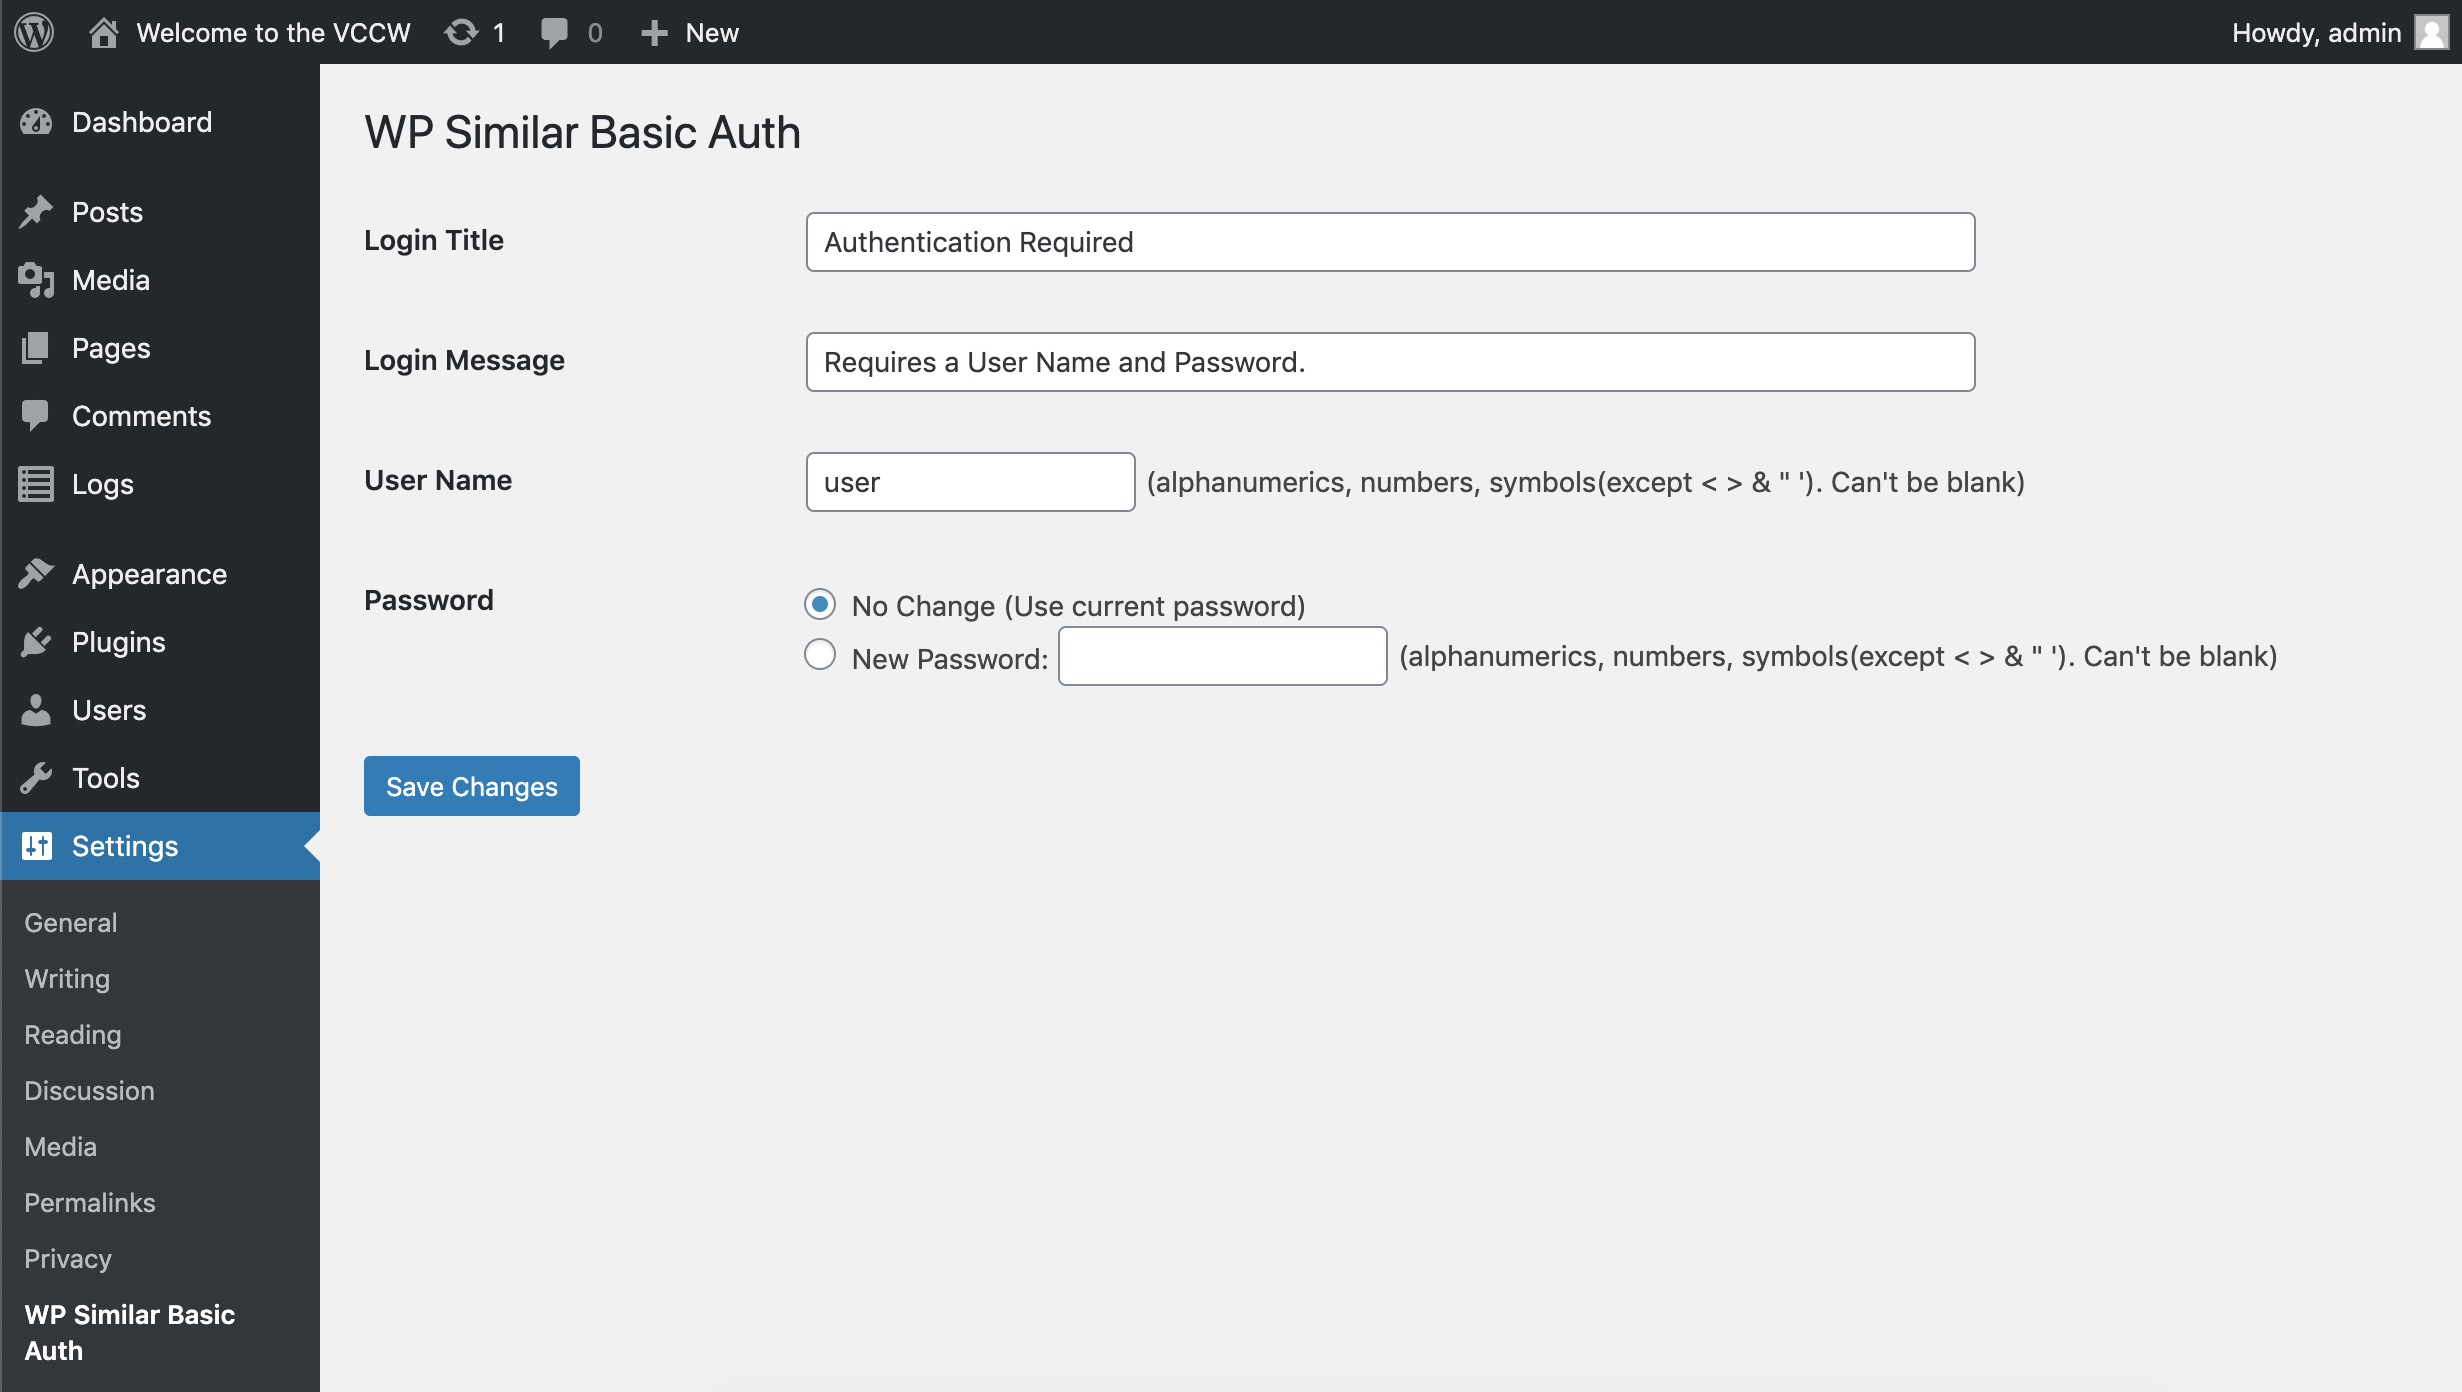 Welcome to the VCCW 1 0 New Howdy, admin
Dashboard
Posts
Media
Pages
Comments
Logs
Appearance
Plugins
Users
Tools
Settings
General
Writing
Reading
Discussion
Media
Permalinks
Privacy
WP Similar Basic
Auth
WP Similar Basic Auth
Login Title Authentication Required
Login Message Requires a User Name and Password.
User Name user (alphanumerics, numbers, symbols(except < > & " '). Can't be blank)
Password No Change (Use current password)
New Password: (alphanumerics, numbers, symbols(except < > & " '). Can't be blank)
Save Changes